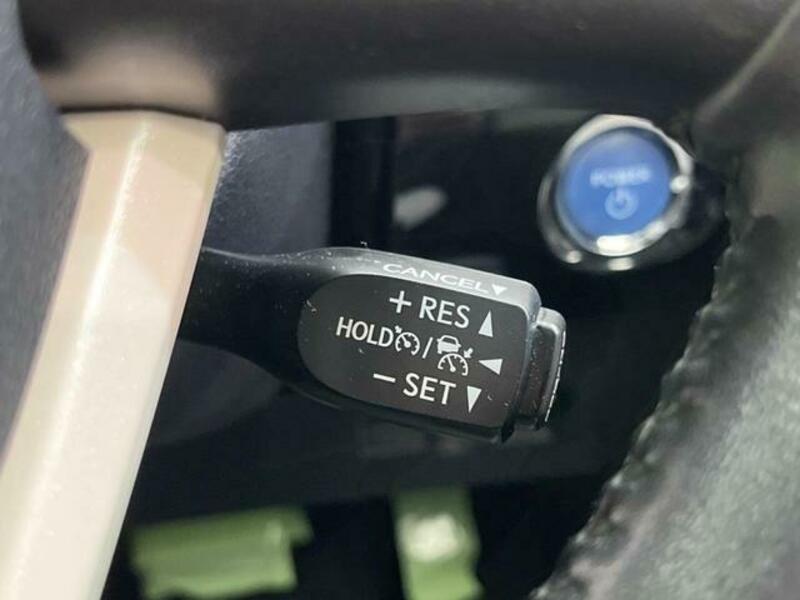 POWER
CANCEL▼
+ RES ▲
HOLD / ◀
− SET ▼